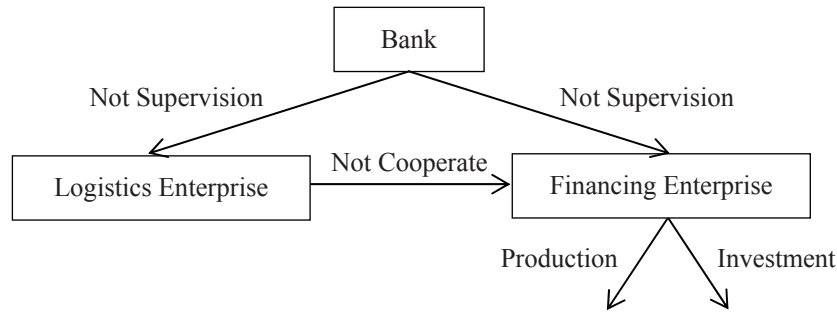 Bank
Not Supervision
Not Supervision
Not Cooperate
Logistics Enterprise
Financing Enterprise
Production
Investment